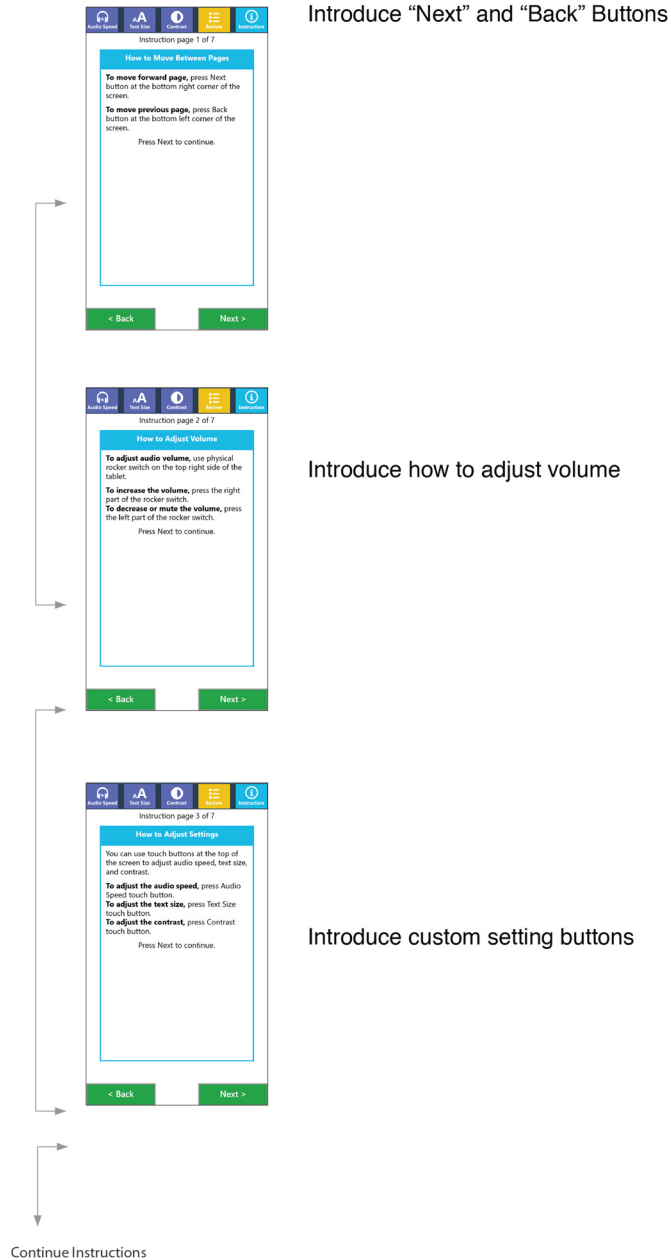 Introduce “Next” and “Back” Buttons
Audio Speed AA Text Size Contrast Review Instruction
Instruction page 1 of 7
How to Move Between Pages
To move forward page, press Next
button at the bottom right corner of the
screen.
To move previous page, press Back
button at the bottom left corner of the
screen.
Press Next to continue.
< Back Next >
Audio Speed AA Text Size Contrast Review Instruction
Instruction page 2 of 7
How to Adjust Volume
To adjust audio volume, use physical
rocker switch on the top right side of the
tablet.
To increase the volume, press the right
part of the rocker switch.
To decrease or mute the volume, press
the left part of the rocker switch.
Press Next to continue.
Introduce how to adjust volume
< Back Next >
Audio Speed AA Text Size Contrast Review Instruction
Instruction page 3 of 7
How to Adjust Settings
You can use touch buttons at the top of
the screen to adjust audio speed, text size,
and contrast.
To adjust the audio speed, press Audio
Speed touch button.
To adjust the text size, press Text Size
touch button.
To adjust the contrast, press Contrast
touch button.
Press Next to continue.
Introduce custom setting buttons
< Back Next >
Continue Instructions